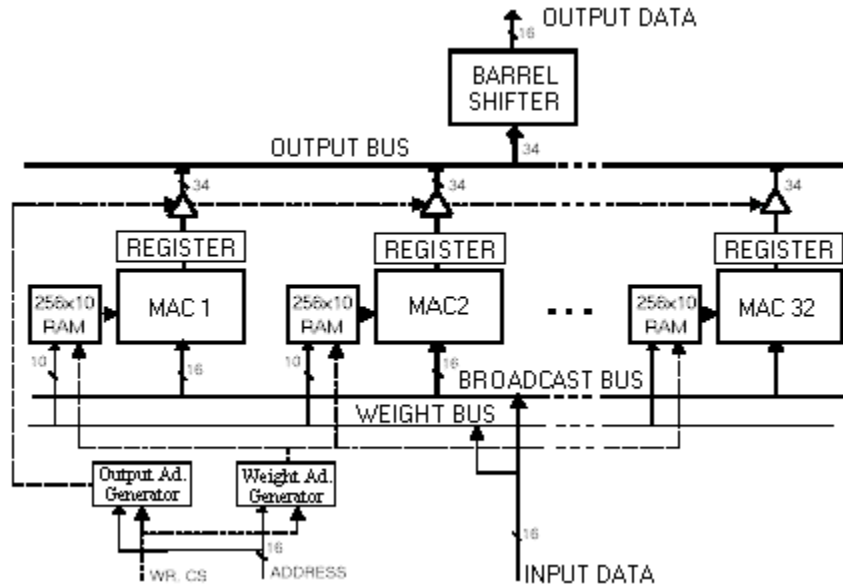 OUTPUT DATA
16
BARREL
SHIFTER
OUTPUT BUS
34
34
34
34
REGISTER
REGISTER
REGISTER
256x10
RAM
MAC 1
256x10
RAM
MAC2
256x10
RAM
MAC 32
10
16
10
16
BROADCAST BUS
WEIGHT BUS
Output Ad.
Generator
Weight Ad.
Generator
16
16
WR. CS
ADDRESS
INPUT DATA